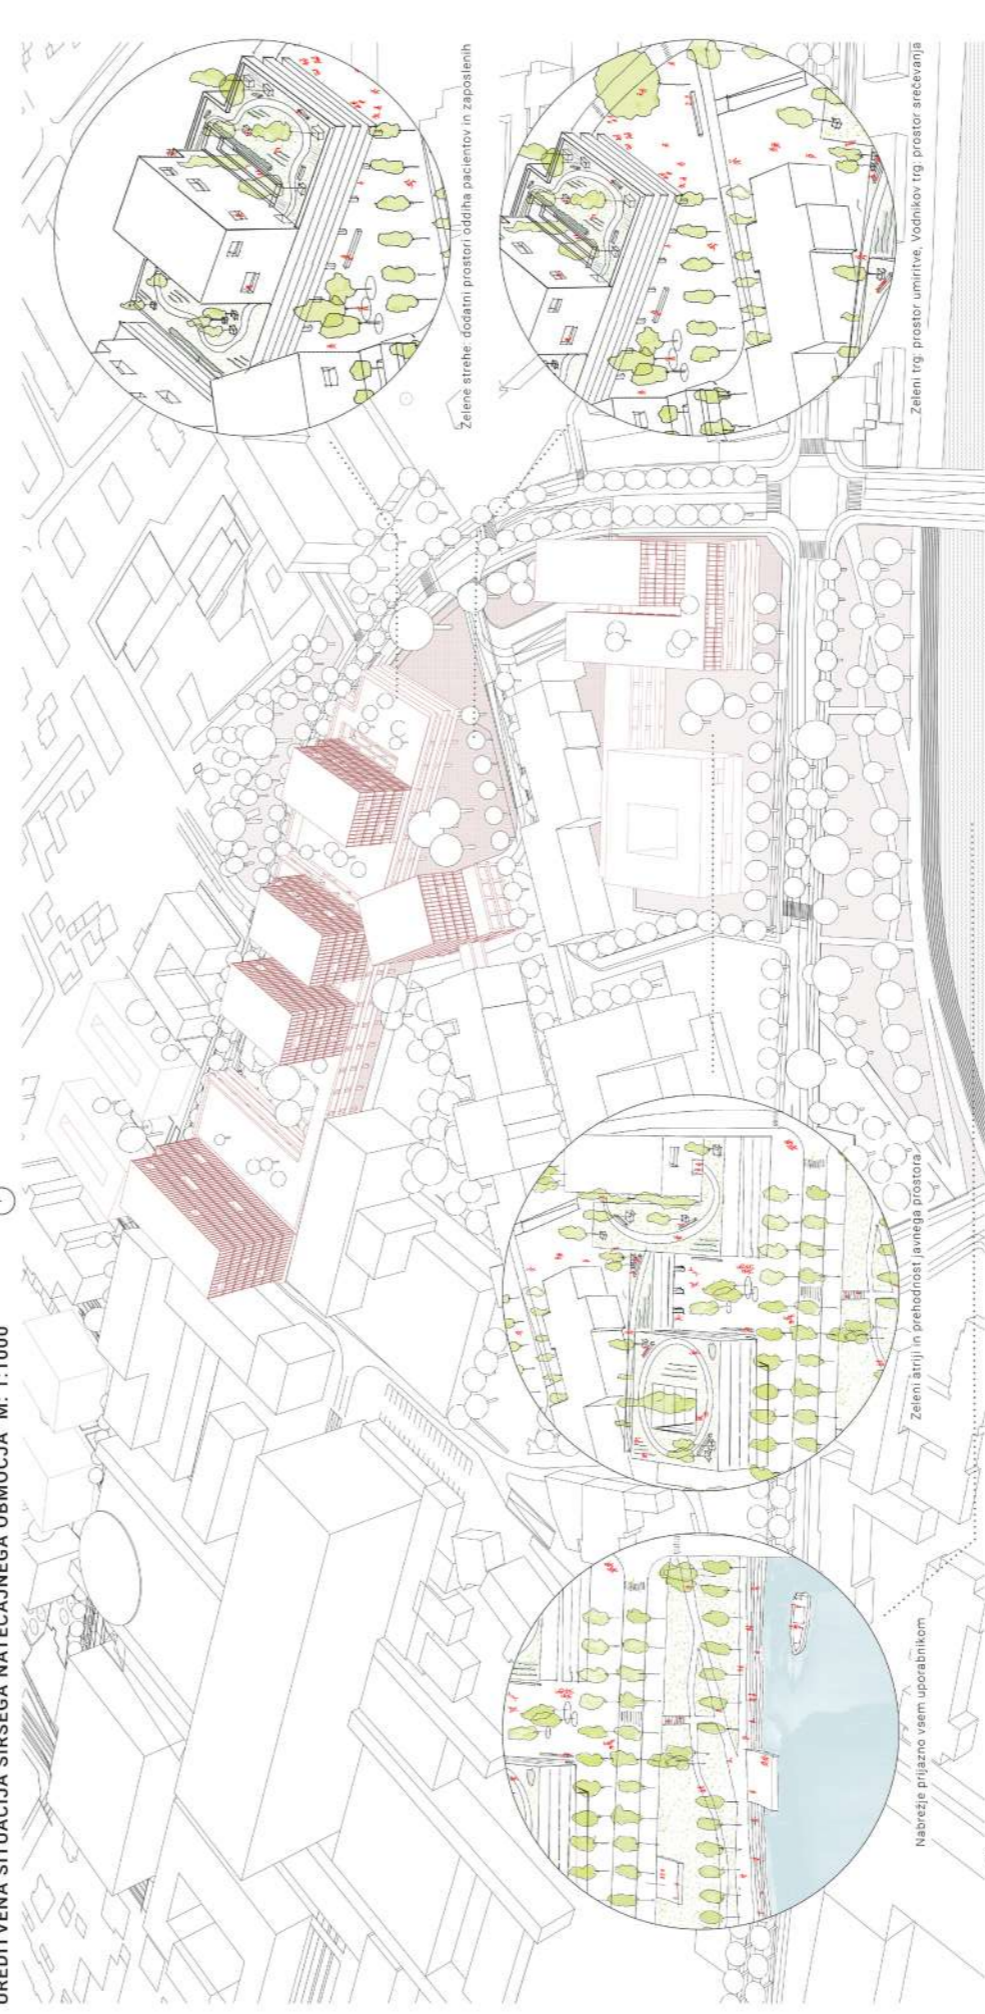 UREDITVENA SITUACIJA ŠIRŠEGA NATEČAJNEGA OBMOČJA M: 1:1000
Nabrežje prijazno vsem uporabnikom
Zeleni atriji in prehodnost javnega prostora
Zelene strehe: dodatni prostori oddiha pacientov in zaposlenih
Zeleni trg: prostor umiritve, Vodnikov trg: prostor srečevanja